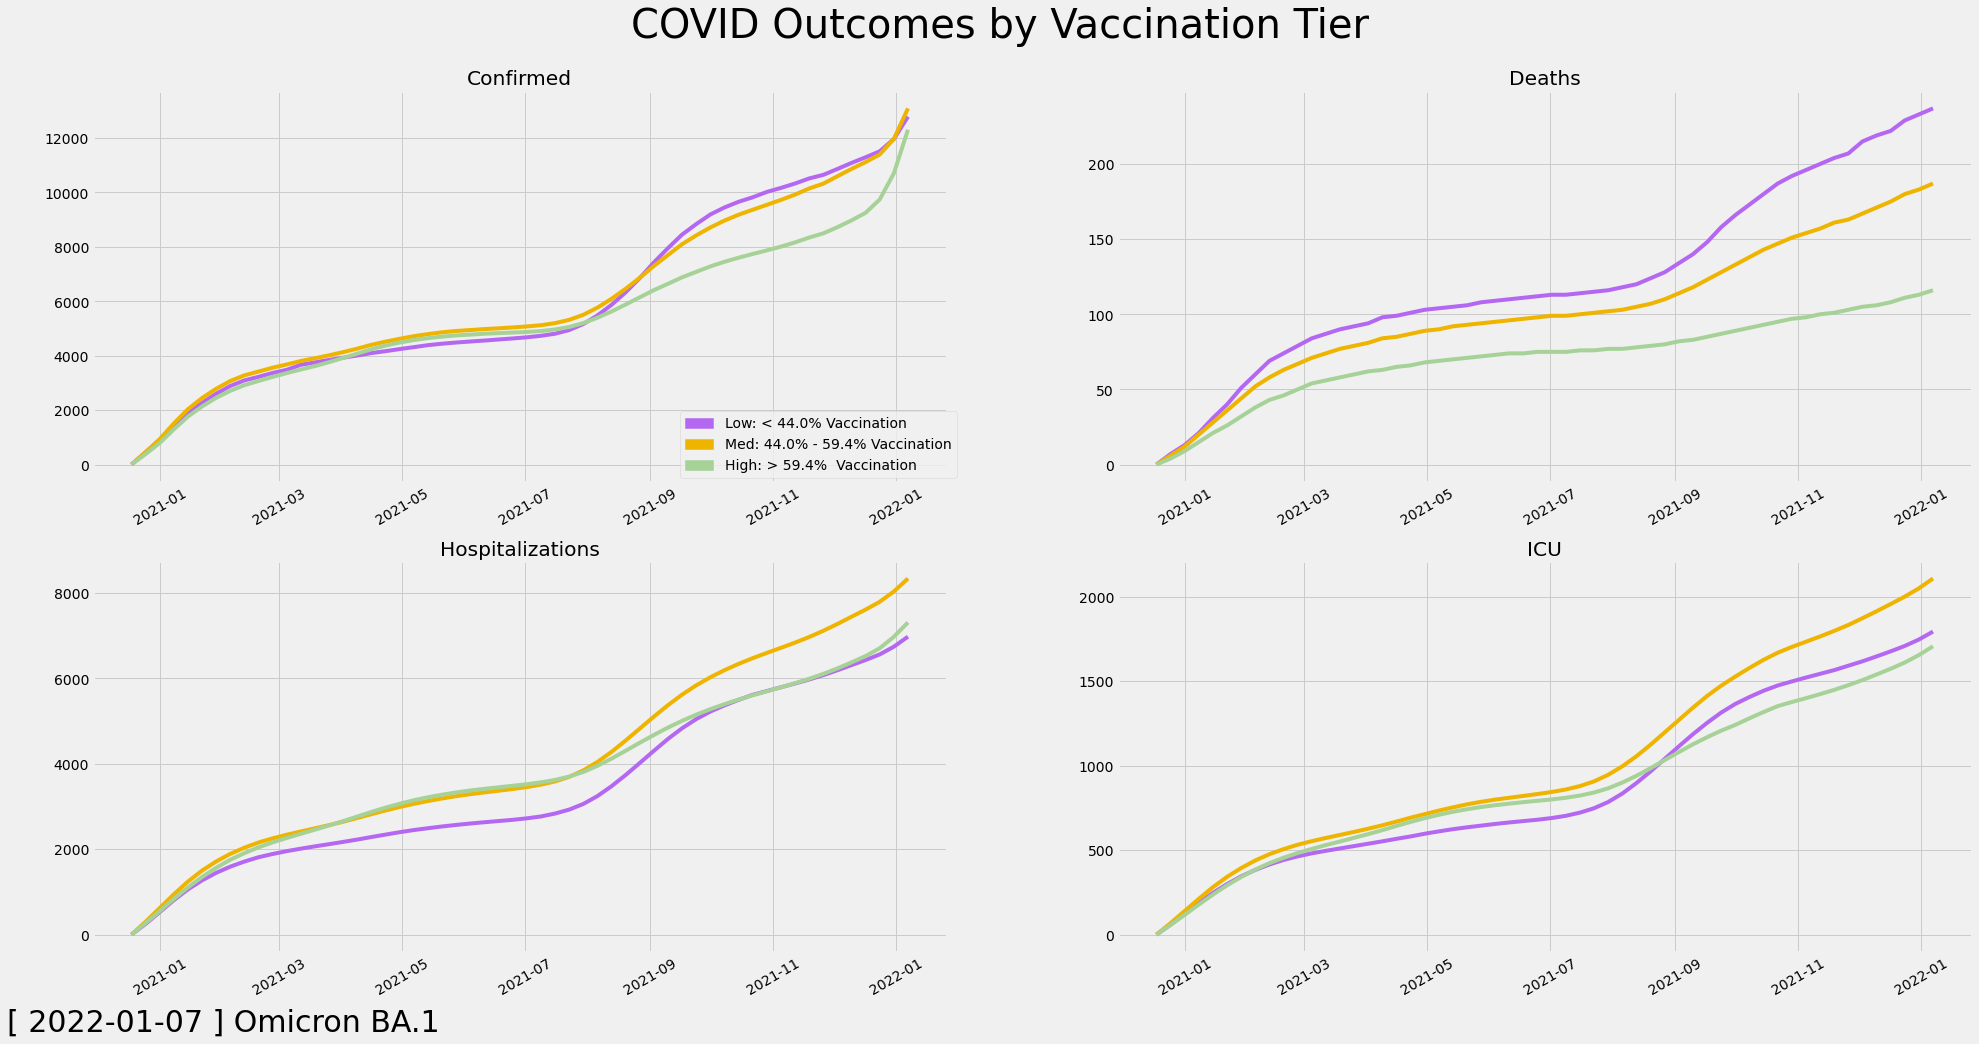 COVID Outcomes by Vaccination Tier
Confirmed
12000
10000
8000
6000
4000
2000
0
2021-01 2021-03 2021-05 2021-07 2021-09 2021-11 2022-01
Low: < 44.0% Vaccination
Med: 44.0% - 59.4% Vaccination
High: > 59.4%  Vaccination
Deaths
200
150
100
50
0
2021-01 2021-03 2021-05 2021-07 2021-09 2021-11 2022-01
Hospitalizations
8000
6000
4000
2000
0
2021-01 2021-03 2021-05 2021-07 2021-09 2021-11 2022-01
ICU
2000
1500
1000
500
0
2021-01 2021-03 2021-05 2021-07 2021-09 2021-11 2022-01
[ 2022-01-07 ] Omicron BA.1